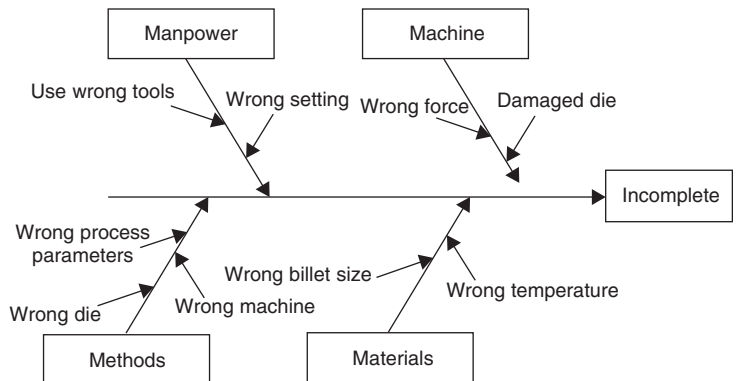 Manpower
Machine
Use wrong tools
Wrong setting
Wrong force
Damaged die
Incomplete
Wrong process
parameters
Wrong billet size
Wrong temperature
Wrong die
Wrong machine
Methods
Materials